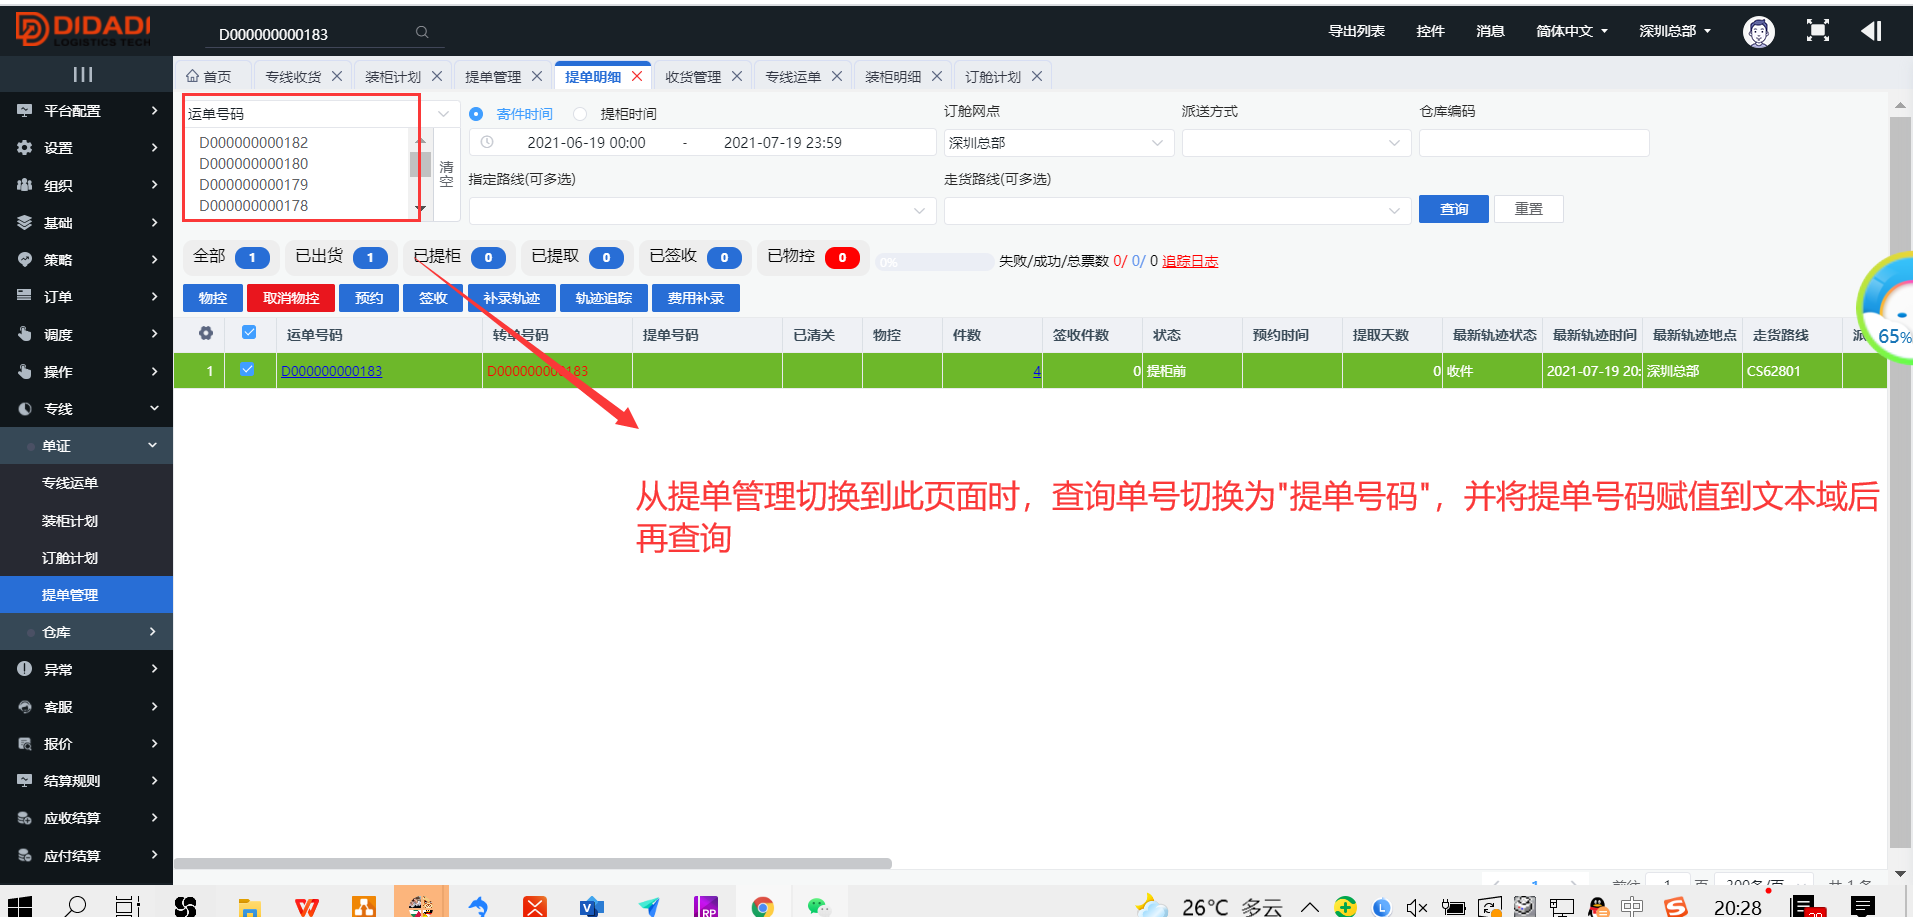 DIDADI
LOGISTICS TECH
D000000000183
导出列表 控件 消息 简体中文 深圳总部
首页 专线收货 装柜计划 提单管理 提单明细 收货管理 专线运单 装柜明细 订舱计划
平台配置
设置
组织
基础
策略
订单
调度
操作
专线
单证
专线运单
装柜计划
订舱计划
提单管理
仓库
异常
客服
报价
结算规则
应收结算
应付结算
运单号码
D000000000182
D000000000180
D000000000179
D000000000178
清空
寄件时间 提柜时间
2021-06-19 00:00 - 2021-07-19 23:59
订舱网点
深圳总部
派送方式
仓库编码
指定路线(可多选)
走货路线(可多选)
查询 重置
全部 1 已出货 1 已提柜 0 已提取 0 已签收 0 已物控 0
0% 失败/成功/总票数 0/ 0/ 0 追踪日志
物控 取消物控 预约 签收 补录轨迹 轨迹追踪 费用补录
运单号码 转单号码 提单号码 已清关 物控 件数 签收件数 状态 预约时间 提取天数 最新轨迹状态 最新轨迹时间 最新轨迹地点 走货路线
1 D000000000183 D000000000183 4 0 提柜前 0 收件 2021-07-19 20: 深圳总部 CS62801
65%
从提单管理切换到此页面时，查询单号切换为"提单号码"，并将提单号码赋值到文本域后
再查询
26°C 多云 中 20:28